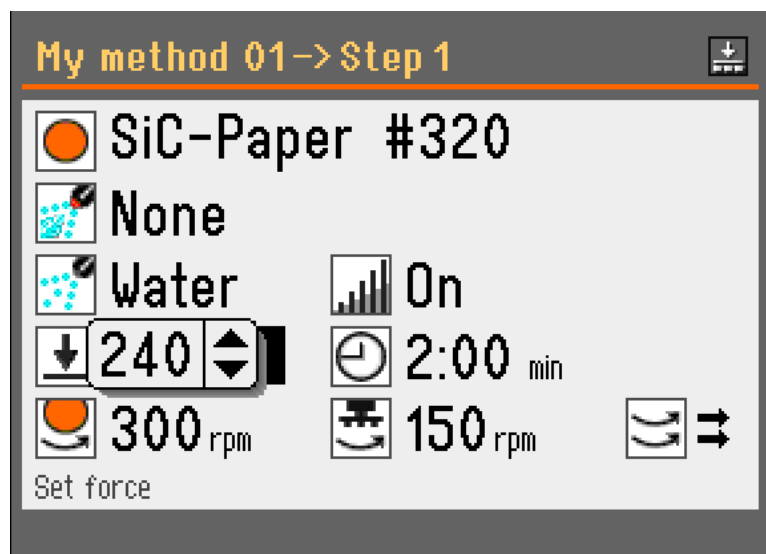 My method 01->Step 1
SiC-Paper #320
None
Water On
240 2:00 min
300 rpm 150 rpm
Set force